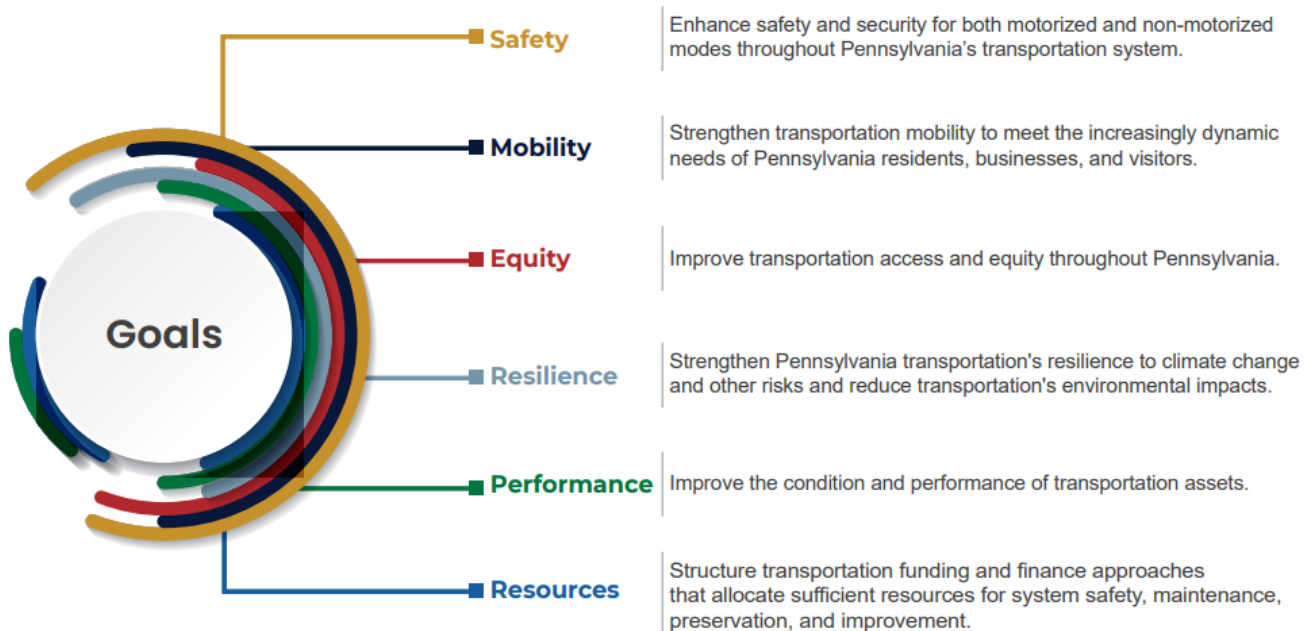 Safety
Enhance safety and security for both motorized and non-motorized
modes throughout Pennsylvania’s transportation system.
Mobility
Strengthen transportation mobility to meet the increasingly dynamic
needs of Pennsylvania residents, businesses, and visitors.
Equity
Improve transportation access and equity throughout Pennsylvania.
Goals
Resilience
Strengthen Pennsylvania transportation's resilience to climate change
and other risks and reduce transportation's environmental impacts.
Performance
Improve the condition and performance of transportation assets.
Resources
Structure transportation funding and finance approaches
that allocate sufficient resources for system safety, maintenance,
preservation, and improvement.